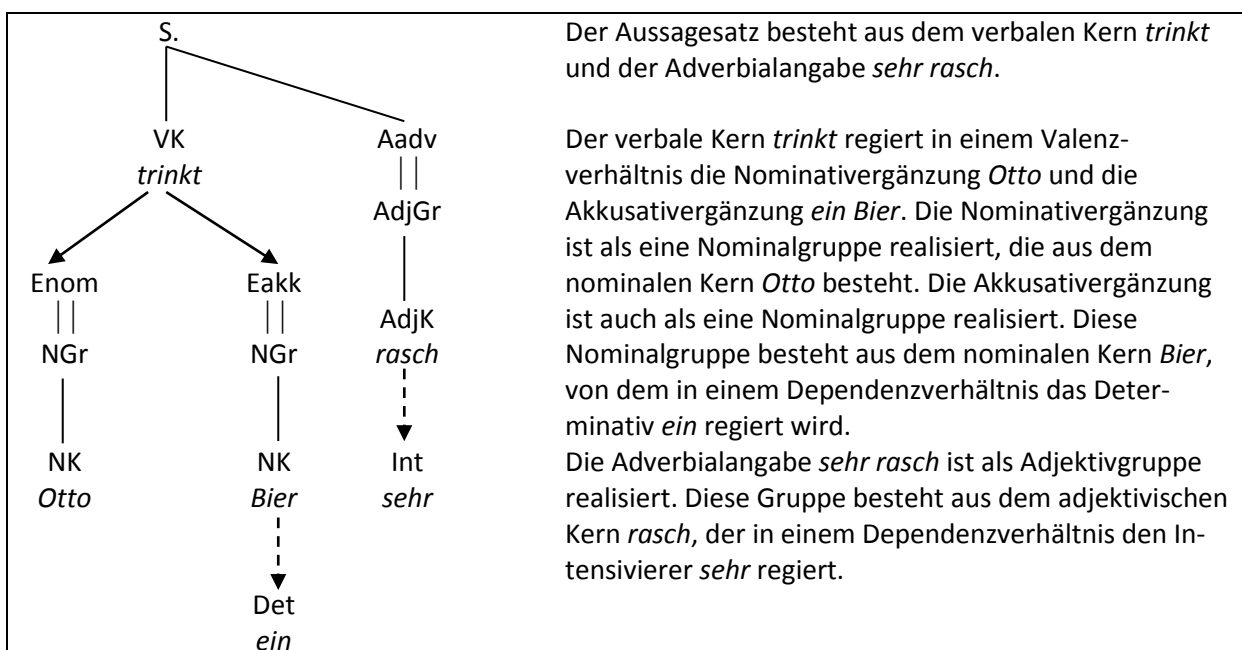 S.
VK Aadv
trinkt
AdjGr
Enom Eakk AdjK
rasch
NGr NGr
NK NK Int
Otto Bier sehr
Det
ein
Der Aussagesatz besteht aus dem verbalen Kern trinkt
und der Adverbialangabe sehr rasch.
Der verbale Kern trinkt regiert in einem Valenz-
verhältnis die Nominativergänzung Otto und die
Akkusativergänzung ein Bier. Die Nominativergänzung
ist als eine Nominalgruppe realisiert, die aus dem
nominalen Kern Otto besteht. Die Akkusativergänzung
ist auch als eine Nominalgruppe realisiert. Diese
Nominalgruppe besteht aus dem nominalen Kern Bier,
von dem in einem Dependenzverhältnis das Deter-
minativ ein regiert wird.
Die Adverbialangabe sehr rasch ist als Adjektivgruppe
realisiert. Diese Gruppe besteht aus dem adjektivischen
Kern rasch, der in einem Dependenzverhältnis den In-
tensivierer sehr regiert.